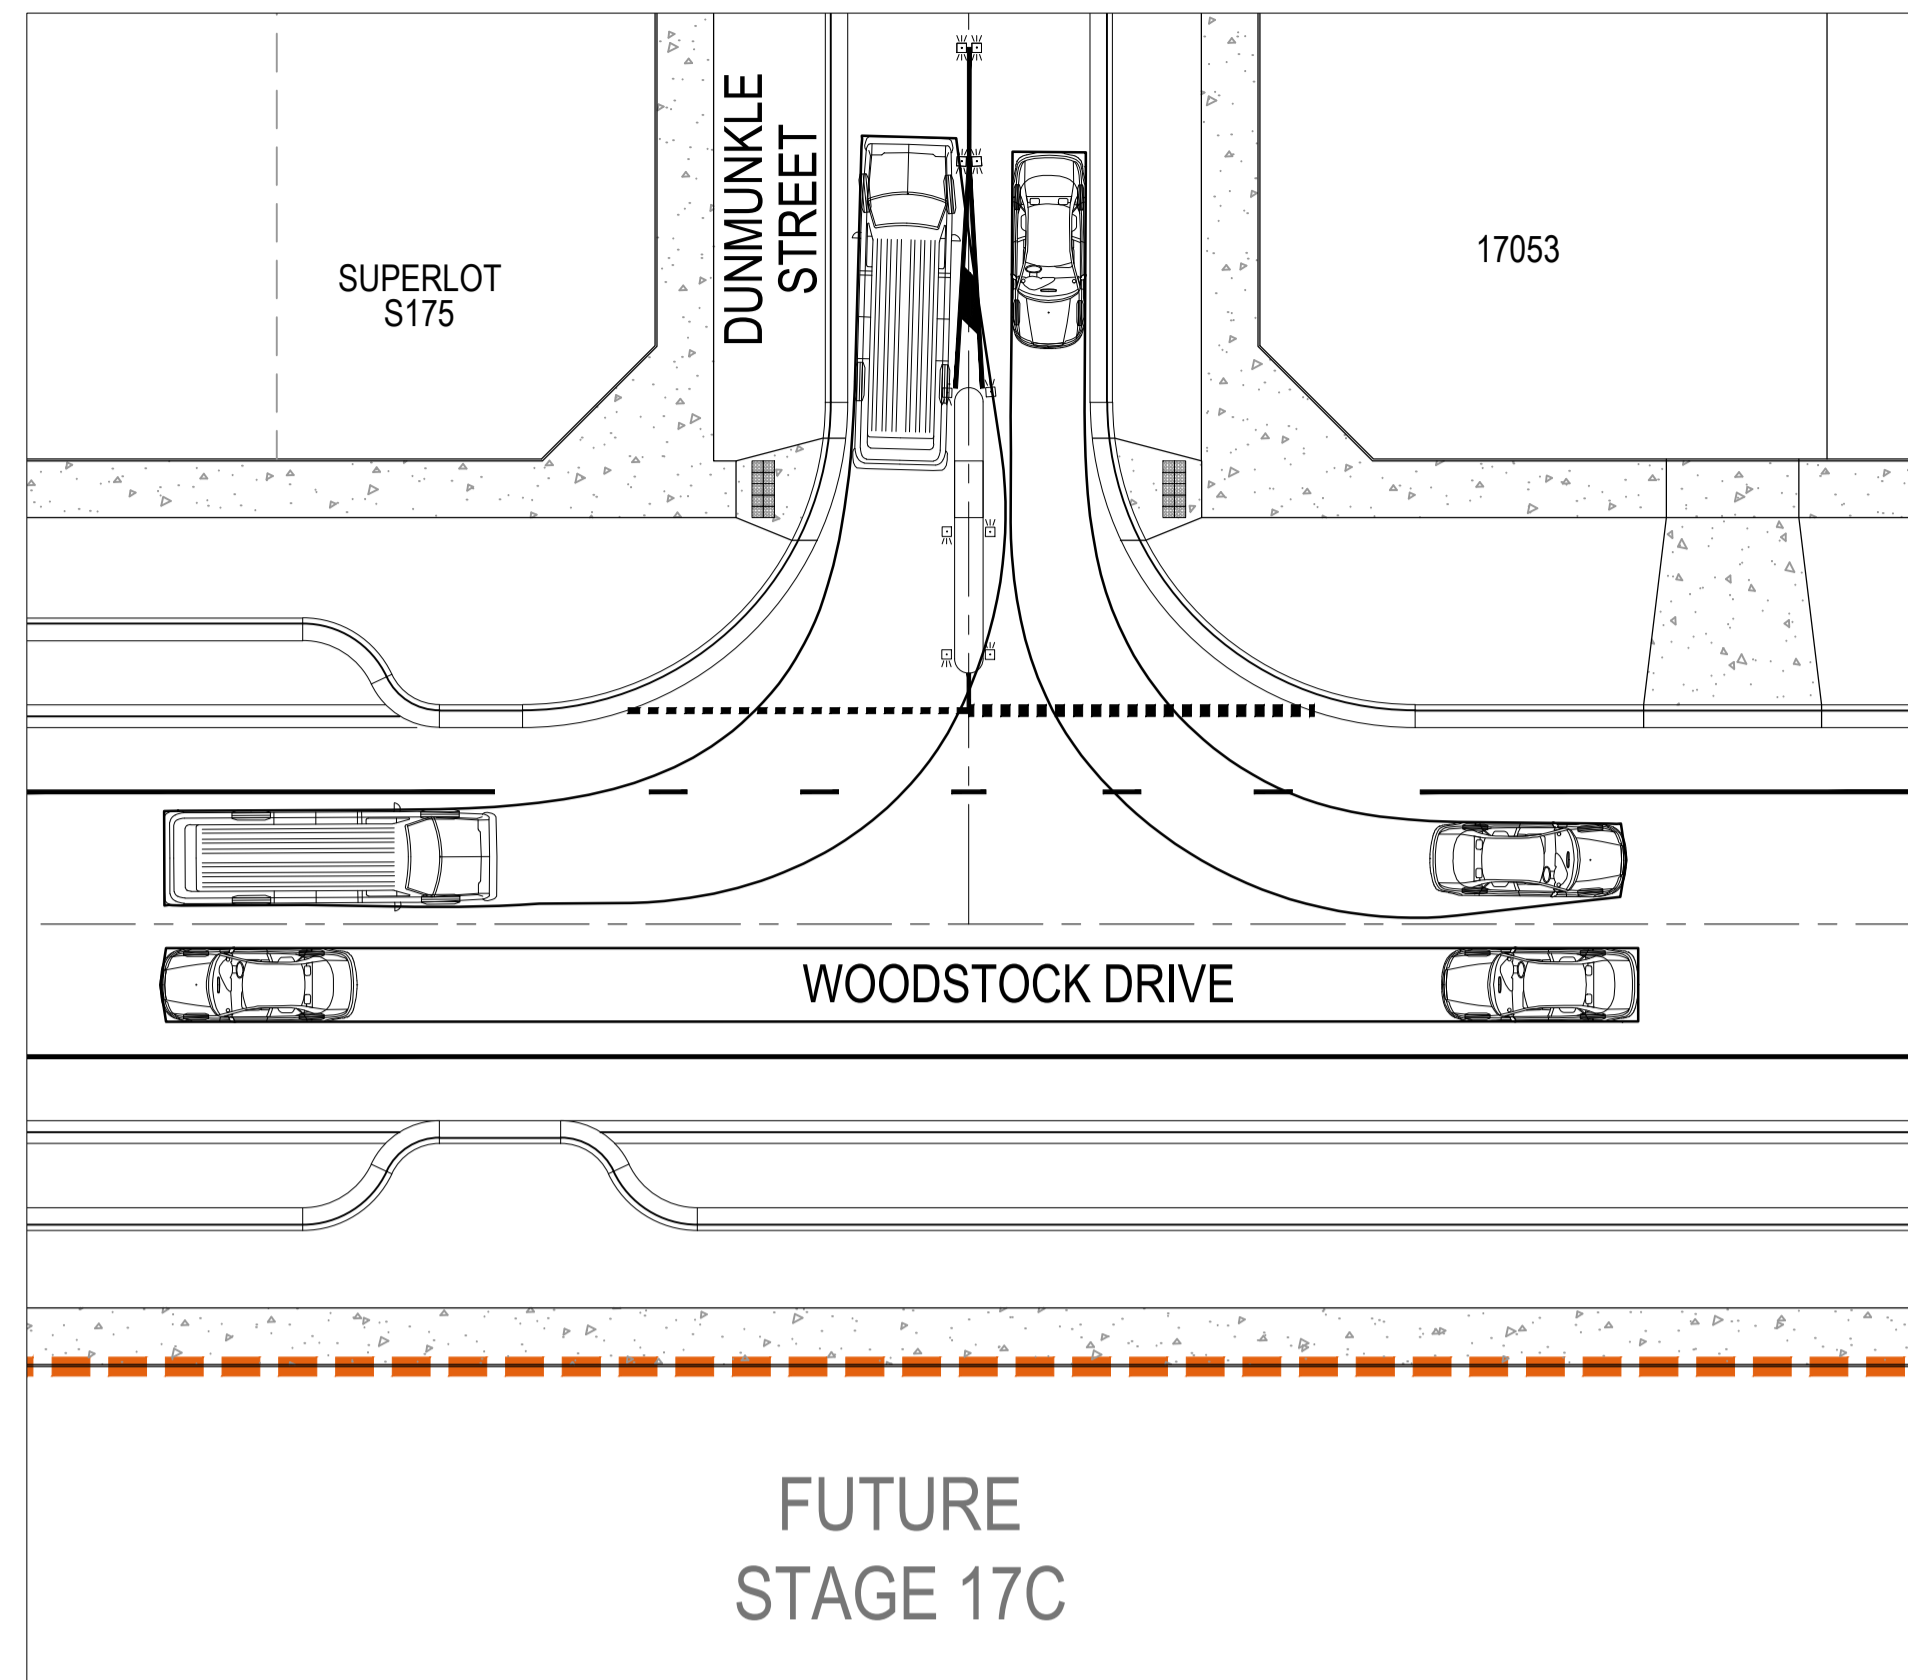 DUNMUNKLE
STREET
SUPERLOT
S175
17053
WOODSTOCK DRIVE
FUTURE
STAGE 17C